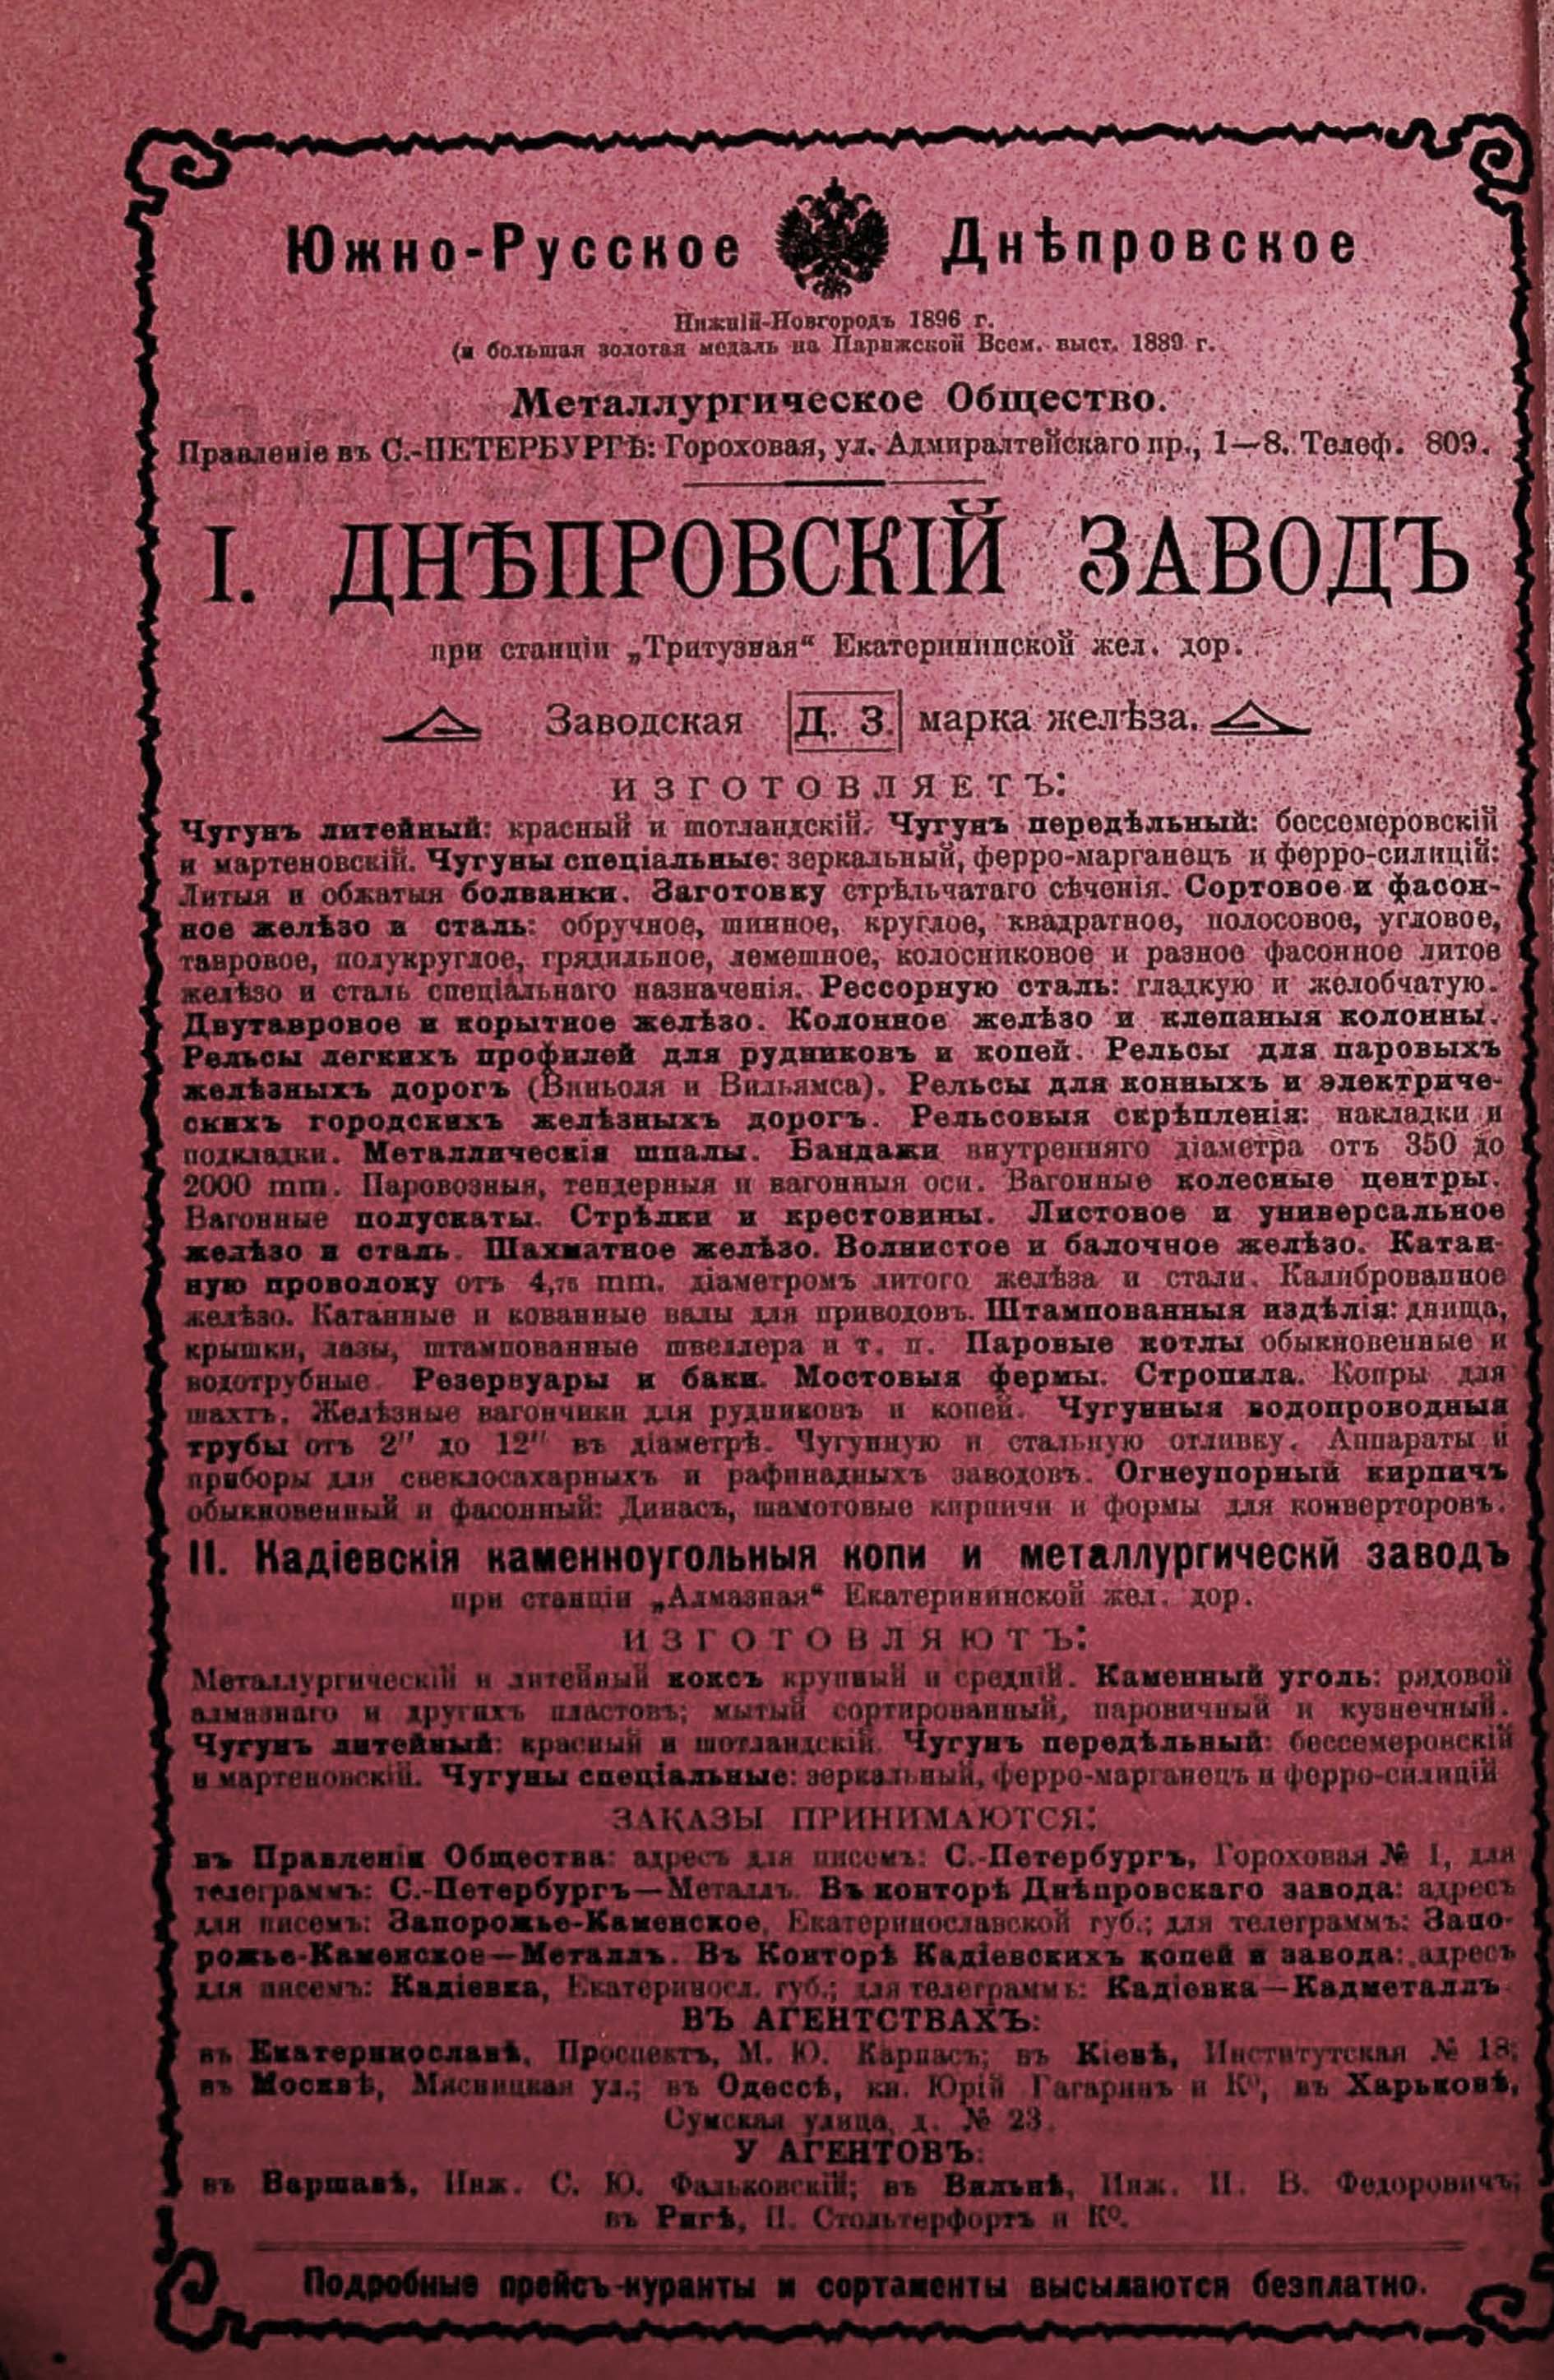 Южно-Русское Днѣпровское
Нижній-Новгородъ 1896 г.
(и большая золотая медаль на Парижской Всем. выст. 1889 г.
Металлургическое Общество.
Правленіе въ С.-ПЕТЕРБУРГѢ: Гороховая, ул. Адмиралтейскаго пр., 1—8. Телеф. 809.
I. ДНѢПРОВСКІЙ ЗАВОДЪ
при станціи „Тритузная“ Екатерининской жел. дор.
Заводская Д. З. марка желѣза.
ИЗГОТОВЛЯЕТЪ:
Чугунъ литейный: красный и шотландскій. Чугунъ передѣльный: бессемеровскій
и мартеновскій. Чугуны спеціальные: зеркальный, ферро-марганецъ и ферро-силицій:
Литыя и обжатыя болванки. Заготовку стрѣльчатаго сѣченія. Сортовое и фасон-
ное желѣзо и сталь: обручное, шинное, круглое, квадратное, полосовое, угловое,
тавровое, полукруглое, грядильное, лемешное, колосниковое и разное фасонное литое
желѣзо и сталь спеціальнаго назначенія. Рессорную сталь: гладкую и желобчатую.
Двутавровое и корытное желѣзо. Колонное желѣзо и клепаныя колонны.
Рельсы легкихъ профилей для рудниковъ и копей. Рельсы для паровыхъ
желѣзныхъ дорогъ (Виньоля и Вильямса). Рельсы для конныхъ и электриче-
скихъ городскихъ желѣзныхъ дорогъ. Рельсовыя скрѣпленія: накладки и
подкладки. Металлическія шпалы. Бандажи внутренняго діаметра отъ 350 до
2000 mm. Паровозныя, тендерныя и вагонныя оси. Вагонные колесные центры.
Вагонные полускаты. Стрѣлки и крестовины. Листовое и универсальное
желѣзо и сталь. Шахматное желѣзо. Волнистое и балочное желѣзо. Катан-
ную проволоку отъ 4,75 mm. діаметромъ литого желѣза и стали. Калиброванное
желѣзо. Катанные и кованные валы для приводовъ. Штампованныя издѣлія: днища,
крышки, лазы, штампованные швеллера и т. п. Паровые котлы обыкновенные и
водотрубные. Резервуары и баки. Мостовыя фермы. Стропила. Копры для
шахтъ. Желѣзные вагончики для рудниковъ и копей. Чугунныя водопроводныя
трубы отъ 2" до 12" въ діаметрѣ. Чугунную и стальную отливку. Аппараты и
приборы для свеклосахарныхъ и рафинадныхъ заводовъ. Огнеупорный кирпичъ
обыкновенный и фасонный: Динасъ, шамотовые кирпичи и формы для конверторовъ.
II. Кадіевскія каменноугольныя копи и металлургическй заводъ
при станціи „Алмазная“ Екатерининской жел. дор.
ИЗГОТОВЛЯЮТЪ:
Металлургическій и литейный коксъ крупный и средній. Каменный уголь: рядовой
алмазнаго и другихъ пластовъ; мытый сортированный, паровичный и кузнечный.
Чугунъ литейный: красный и шотландскій. Чугунъ передѣльный: бессемеровскій
и мартеновскій. Чугуны спеціальные: зеркальный, ферро-марганецъ и ферро-силицій
ЗАКАЗЫ ПРИНИМАЮТСЯ:
въ Правленіи Общества: адресъ для писемъ: С.-Петербургъ, Гороховая № 1, для
телеграммъ: С.-Петербургъ—Металлъ. Въ конторѣ Днѣпровскаго завода: адресъ
для писемъ: Запорожье-Каменское, Екатеринославской губ.; для телеграммъ: Запо-
рожье-Каменское—Металлъ. Въ Конторѣ Кадіевскихъ копей и завода: адресъ
для писемъ: Кадіевка, Екатериносл. губ.; для телеграммъ: Кадіевка—Кадметаллъ
ВЪ АГЕНТСТВАХЪ:
въ Екатеринославѣ, Проспектъ, М. Ю. Карпасъ; въ Кіевѣ, Институтская № 18;
въ Москвѣ, Мясницкая ул.; въ Одессѣ, кн. Юрій Гагаринъ и Кº, въ Харьковѣ,
Сумская улица, д. № 23.
У АГЕНТОВЪ:
въ Варшавѣ, Инж. С. Ю. Фальковскій; въ Вильнѣ, Инж. В. Федоровичъ;
въ Ригѣ, П. Стольтерфортъ и Кº.
Подробные прейсъ-куранты и сортаменты высылаются безплатно.